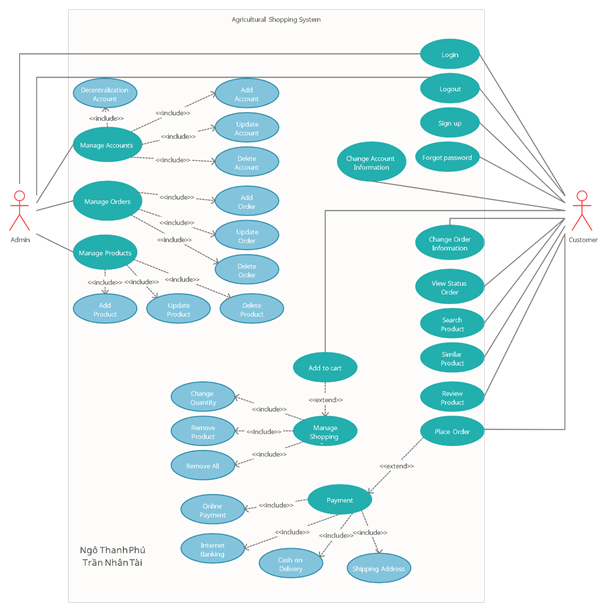 Agricultural Shopping System
Login
Logout
Sign up
Forgot password
Change Account
Information
Decentralization
Account
<<include>>
Add
Account
<<include>>
Update
Account
<<include>>
Delete
Account
<<include>>
Manage Accounts
Admin
Customer
Manage Orders
<<include>>
Add
Order
<<include>>
Update
Order
<<include>>
Delete
Order
Manage Products
<<include>>
<<include>>
<<include>>
Add
Product
Update
Product
Delete
Product
Change Order
Information
View Status
Order
Search
Product
Similar
Product
Review
Product
Place Order
Add to cart
<<extend>>
Manage
Shopping
Change
Quantity
<<include>>
Remove
Product
<<include>>
Remove All
<<include>>
<<extend>>
Payment
Online
Payment
<<include>>
Internet
Banking
<<include>>
Cash on
Delivery
<<include>>
Shipping Address
<<include>>
Ngô Thanh Phú
Trần Nhân Tài